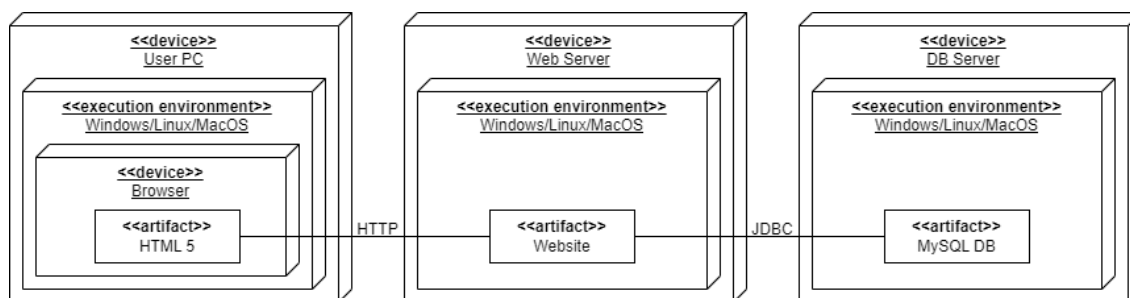 <<device>>
User PC
<<execution environment>>
Windows/Linux/MacOS
<<device>>
Browser
<<artifact>>
HTML 5
HTTP
<<device>>
Web Server
<<execution environment>>
Windows/Linux/MacOS
<<artifact>>
Website
JDBC
<<device>>
DB Server
<<execution environment>>
Windows/Linux/MacOS
<<artifact>>
MySQL DB